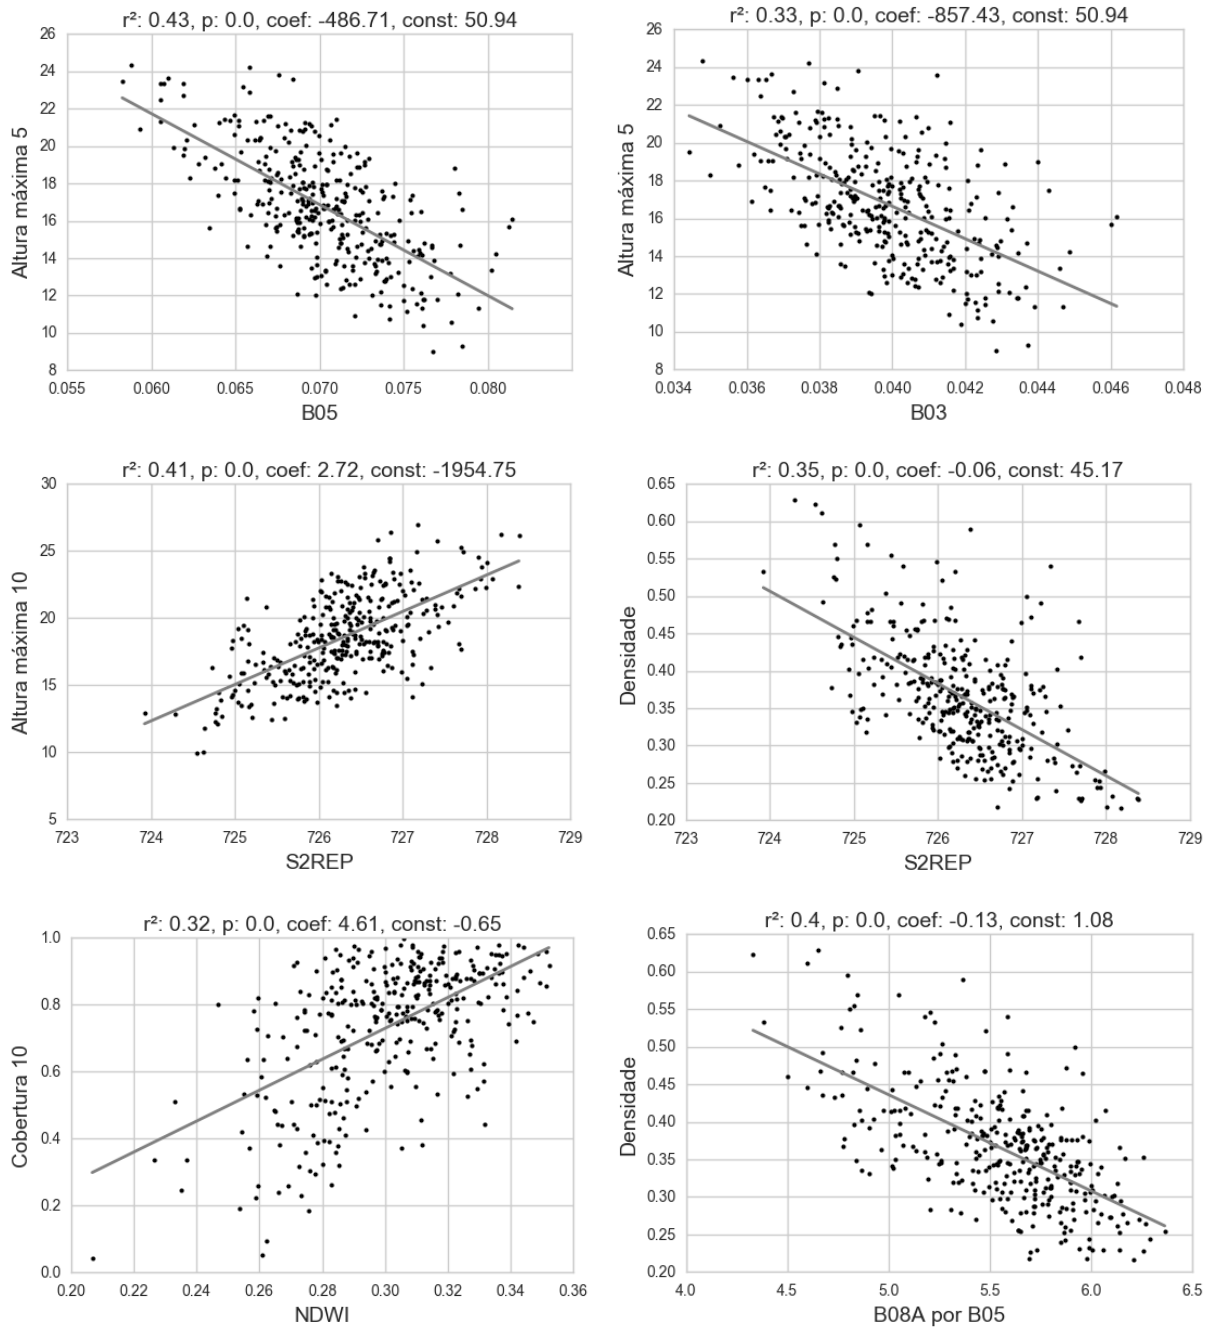 r²: 0.43, p: 0.0, coef: -486.71, const: 50.94
26
24
22
20
18
16
14
12
10
8
Altura máxima 5
0.055 0.060 0.065 0.070 0.075 0.080
B05
r²: 0.33, p: 0.0, coef: -857.43, const: 50.94
26
24
22
20
18
16
14
12
10
8
Altura máxima 5
0.034 0.036 0.038 0.040 0.042 0.044 0.046 0.048
B03
r²: 0.41, p: 0.0, coef: 2.72, const: -1954.75
30
25
20
15
10
5
Altura máxima 10
723 724 725 726 727 728 729
S2REP
r²: 0.35, p: 0.0, coef: -0.06, const: 45.17
0.65
0.60
0.55
0.50
0.45
0.40
0.35
0.30
0.25
0.20
Densidade
723 724 725 726 727 728 729
S2REP
r²: 0.32, p: 0.0, coef: 4.61, const: -0.65
1.0
0.8
0.6
0.4
0.2
0.0
Cobertura 10
0.20 0.22 0.24 0.26 0.28 0.30 0.32 0.34 0.36
NDWI
r²: 0.4, p: 0.0, coef: -0.13, const: 1.08
0.65
0.60
0.55
0.50
0.45
0.40
0.35
0.30
0.25
0.20
Densidade
4.0 4.5 5.0 5.5 6.0 6.5
B08A por B05